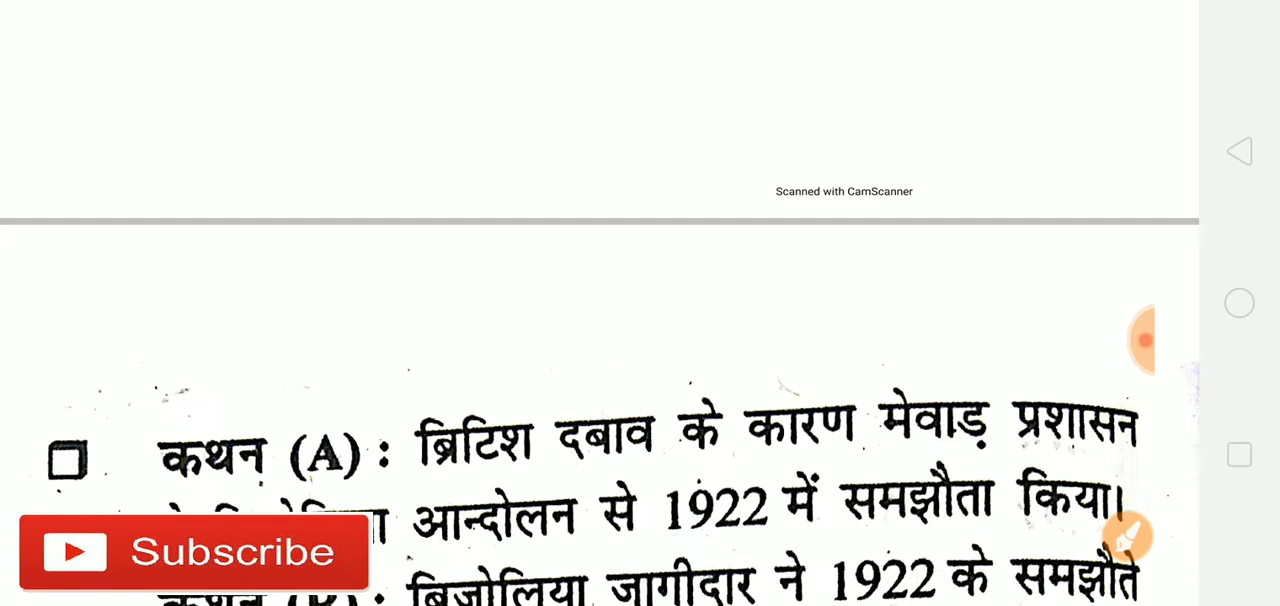 Scanned with CamScanner
कथन (A) : ब्रिटिश दबाव के कारण मेवाड़ प्रशासन
आन्दोलन से 1922 में समझौता किया।
Subscribe
बिजोलिया जागीदार ने 1922 के समझौते